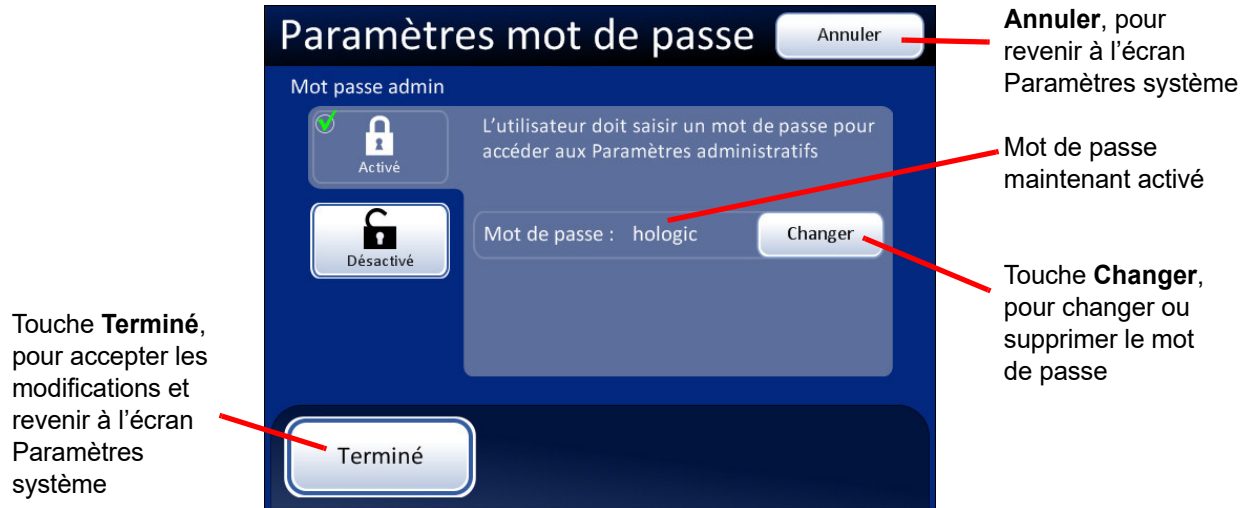 Paramètres mot de passe
Annuler
Mot passe admin
Activé
L'utilisateur doit saisir un mot de passe pour
accéder aux Paramètres administratifs
Désactivé
Mot de passe : hologic
Changer
Terminé
Annuler, pour
revenir à l’écran
Paramètres système
Mot de passe
maintenant activé
Touche Changer,
pour changer ou
supprimer le mot
de passe
Touche Terminé,
pour accepter les
modifications et
revenir à l’écran
Paramètres
système